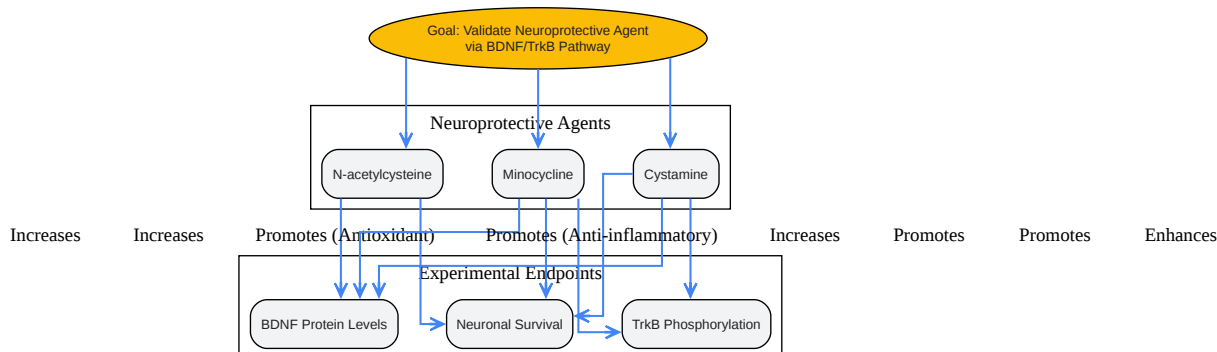 Goal: Validate Neuroprotective Agent
via BDNF/TrkB Pathway
Neuroprotective Agents
N-acetylcysteine
Minocycline
Cystamine
Increases
Increases
Promotes (Antioxidant)
Promotes (Anti-inflammatory)
Increases
Promotes
Promotes
Enhances
Experimental Endpoints
BDNF Protein Levels
Neuronal Survival
TrkB Phosphorylation